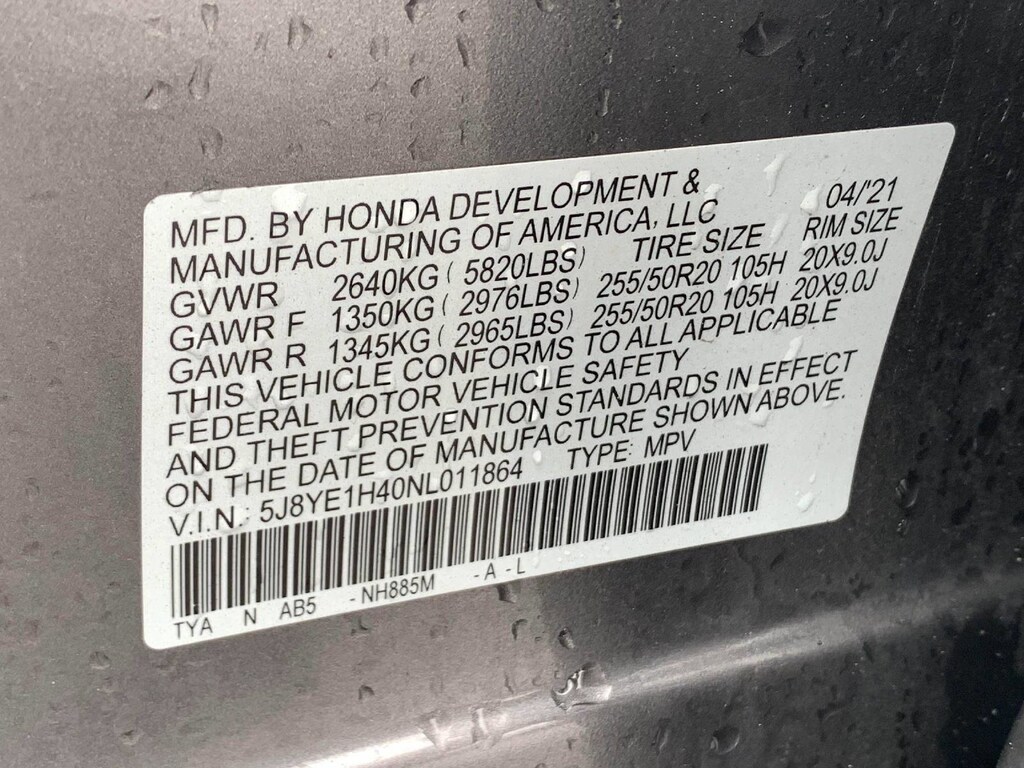 MFD. BY HONDA DEVELOPMENT & 04/'21
MANUFACTURING OF AMERICA, LLC
GVWR 2640KG ( 5820LBS) TIRE SIZE RIM SIZE
GAWR F 1350KG ( 2976LBS) 255/50R20 105H 20X9.0J
GAWR R 1345KG ( 2965LBS) 255/50R20 105H 20X9.0J
THIS VEHICLE CONFORMS TO ALL APPLICABLE
FEDERAL MOTOR VEHICLE SAFETY
AND THEFT PREVENTION STANDARDS IN EFFECT
ON THE DATE OF MANUFACTURE SHOWN ABOVE.
V.I.N.: 5J8YE1H40NL011864 TYPE: MPV
TYA N AB5 -NH885M -A -L